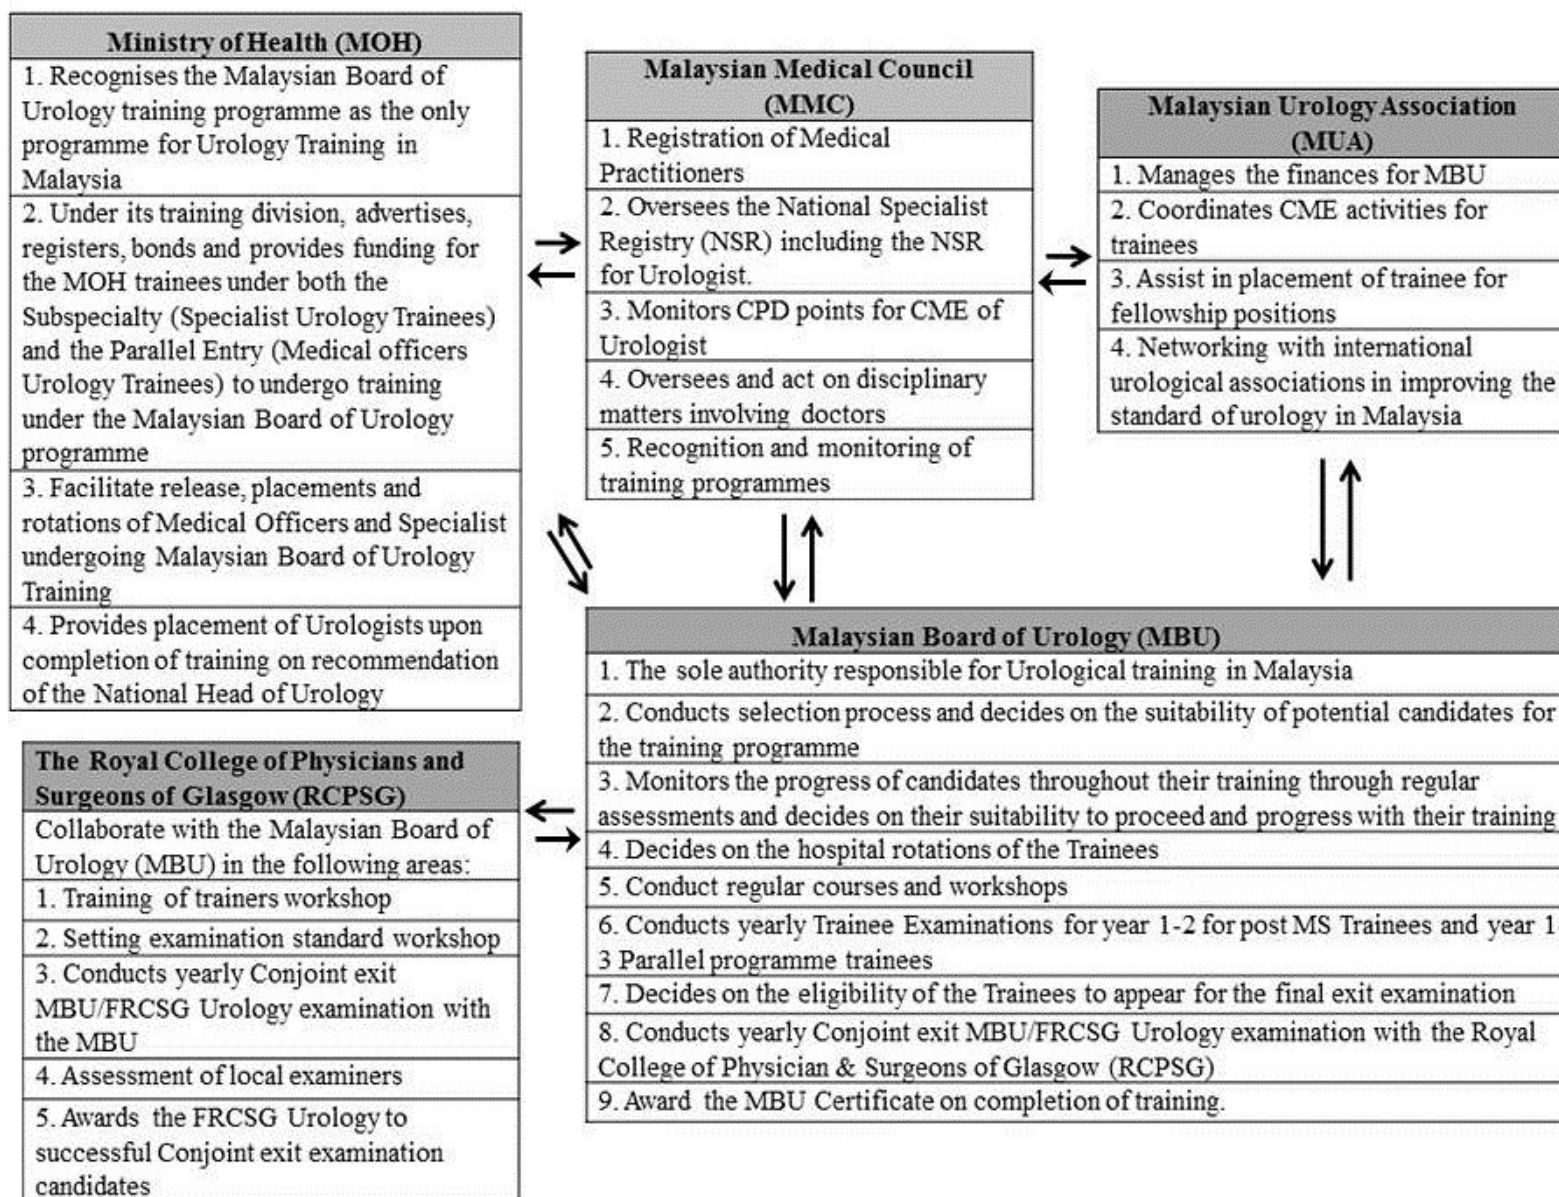 Ministry of Health (MOH)
1. Recognises the Malaysian Board of
Urology training programme as the only
programme for Urology Training in
Malaysia
2. Under its training division, advertises,
registers, bonds and provides funding for
the MOH trainees under both the
Subspecialty (Specialist Urology Trainees)
and the Parallel Entry (Medical officers
Urology Trainees) to undergo training
under the Malaysian Board of Urology
programme
3. Facilitate release, placements and
rotations of Medical Officers and Specialist
undergoing Malaysian Board of Urology
Training
4. Provides placement of Urologists upon
completion of training on recommendation
of the National Head of Urology
Malaysian Medical Council
(MMC)
1. Registration of Medical
Practitioners
2. Oversees the National Specialist
Registry (NSR) including the NSR
for Urologist.
3. Monitors CPD points for CME of
Urologist
4. Oversees and act on disciplinary
matters involving doctors
5. Recognition and monitoring of
training programmes
Malaysian Urology Association
(MUA)
1. Manages the finances for MBU
2. Coordinates CME activities for
trainees
3. Assist in placement of trainee for
fellowship positions
4. Networking with international
urological associations in improving the
standard of urology in Malaysia
The Royal College of Physicians and
Surgeons of Glasgow (RCPSG)
Collaborate with the Malaysian Board of
Urology (MBU) in the following areas:
1. Training of trainers workshop
2. Setting examination standard workshop
3. Conducts yearly Conjoint exit
MBU/FRCSG Urology examination with
the MBU
4. Assessment of local examiners
5. Awards the FRCSG Urology to
successful Conjoint exit examination
candidates
Malaysian Board of Urology (MBU)
1. The sole authority responsible for Urological training in Malaysia
2. Conducts selection process and decides on the suitability of potential candidates for
the training programme
3. Monitors the progress of candidates throughout their training through regular
assessments and decides on their suitability to proceed and progress with their training
4. Decides on the hospital rotations of the Trainees
5. Conduct regular courses and workshops
6. Conducts yearly Trainee Examinations for year 1-2 for post MS Trainees and year 1-
3 Parallel programme trainees
7. Decides on the eligibility of the Trainees to appear for the final exit examination
8. Conducts yearly Conjoint exit MBU/FRCSG Urology examination with the Royal
College of Physician & Surgeons of Glasgow (RCPSG)
9. Award the MBU Certificate on completion of training.